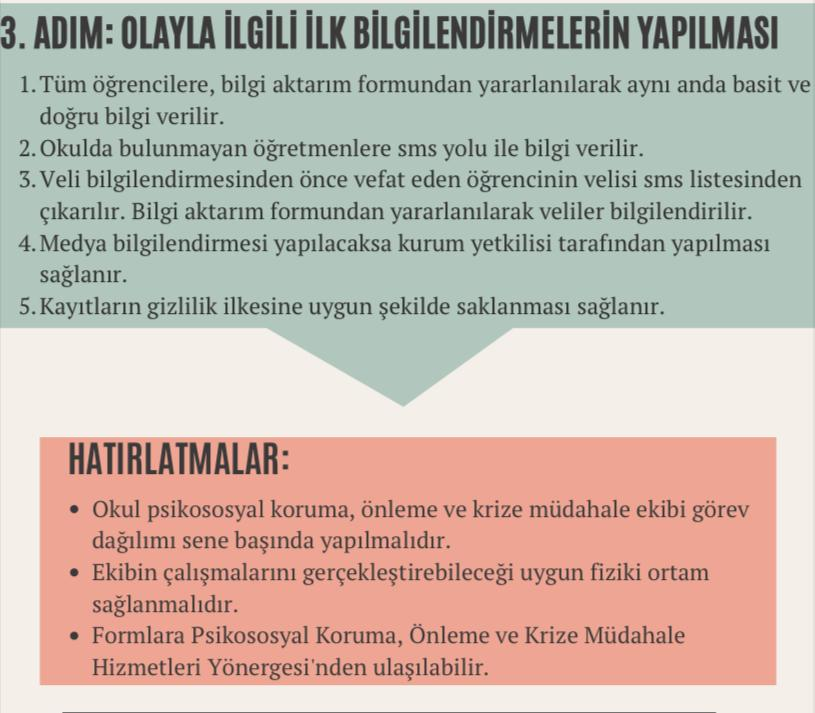 3. ADIM: OLAYLA İLGİLİ İLK BİLGİLENDİRMELERİN YAPILMASI
1. Tüm öğrencilere, bilgi aktarım formundan yararlanılarak aynı anda basit ve
doğru bilgi verilir.
2. Okulda bulunmayan öğretmenlere sms yolu ile bilgi verilir.
3. Veli bilgilendirmesinden önce vefat eden öğrencinin velisi sms listesinden
çıkarılır. Bilgi aktarım formundan yararlanılarak veliler bilgilendirilir.
4. Medya bilgilendirmesi yapılacaksa kurum yetkilisi tarafından yapılması
sağlanır.
5. Kayıtların gizlilik ilkesine uygun şekilde saklanması sağlanır.
HATIRLATMALAR:
• Okul psikososyal koruma, önleme ve krize müdahale ekibi görev
dağılımı sene başında yapılmalıdır.
• Ekibin çalışmalarını gerçekleştirebileceği uygun fiziki ortam
sağlanmalıdır.
• Formlara Psikososyal Koruma, Önleme ve Krize Müdahale
Hizmetleri Yönergesi'nden ulaşılabilir.